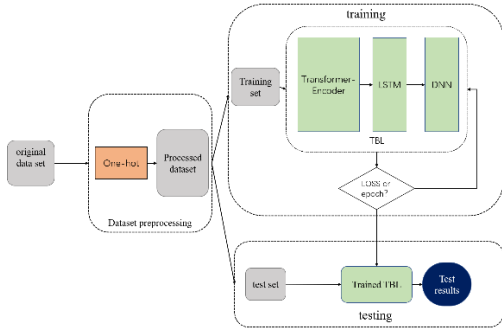 training
Training
set
Transformer-
Encoder
LSTM
DNN
TBL
original
data set
One-hot
Processed
dataset
Dataset preprocessing
LOSS or
epoch?
test set
Trained TBL
Test
results
testing